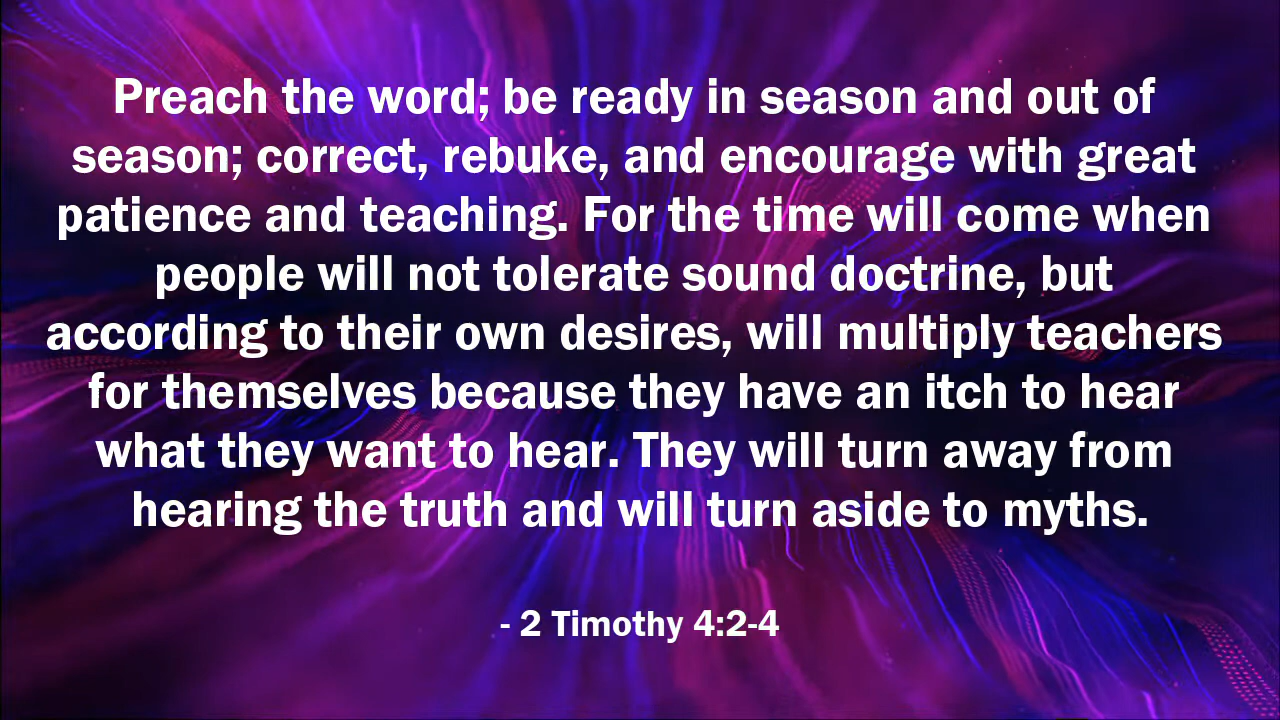 Preach the word; be ready in season and out of
season; correct, rebuke, and encourage with great
patience and teaching. For the time will come when
people will not tolerate sound doctrine, but
according to their own desires, will multiply teachers
for themselves because they have an itch to hear
what they want to hear. They will turn away from
hearing the truth and will turn aside to myths.
- 2 Timothy 4:2-4